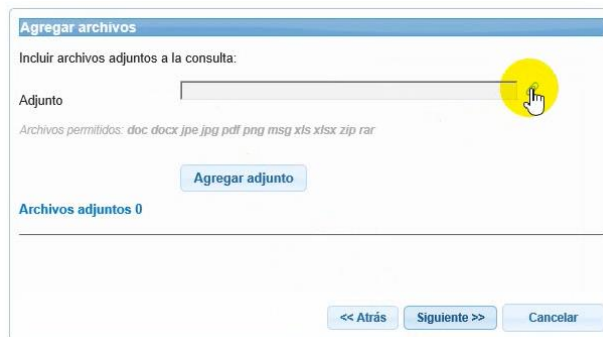 Agregar archivos
Incluir archivos adjuntos a la consulta:
Adjunto
Archivos permitidos: doc docx jpe jpg pdf png msg xls xlsx zip rar
Agregar adjunto
Archivos adjuntos 0
<< Atrás Siguiente >> Cancelar